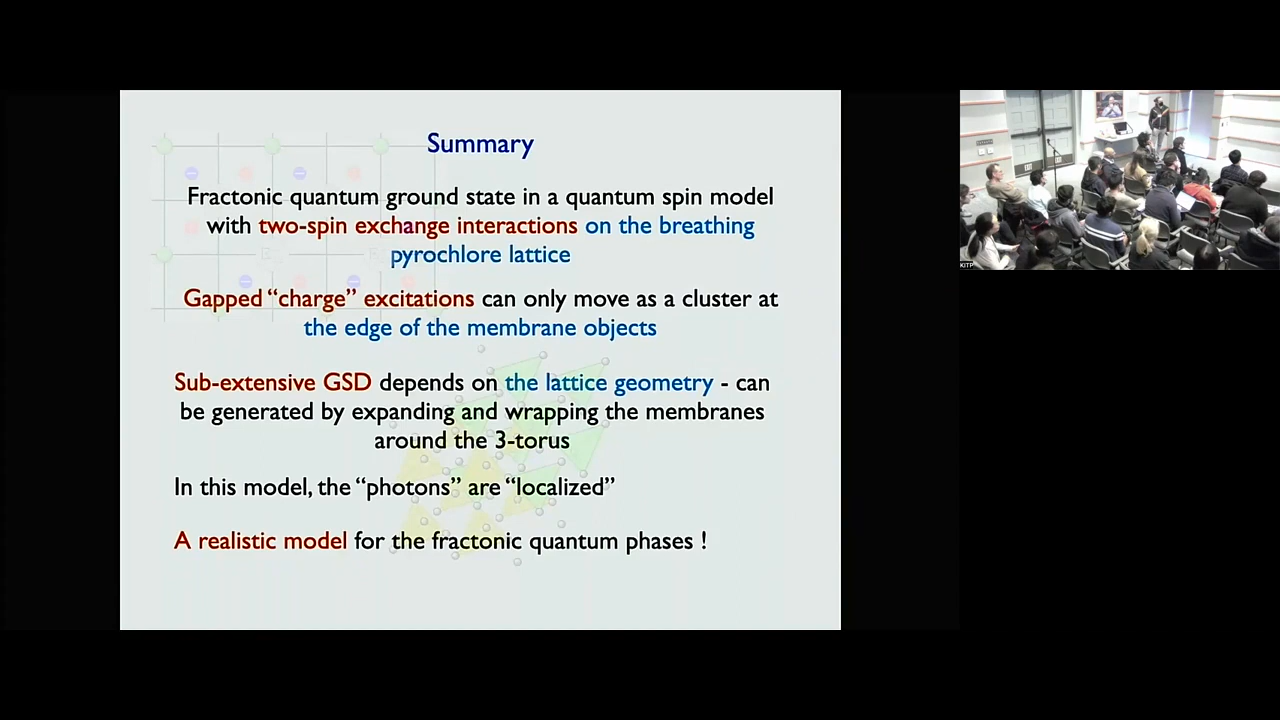 Summary
Fractonic quantum ground state in a quantum spin model
with two-spin exchange interactions on the breathing
pyrochlore lattice
Gapped “charge” excitations can only move as a cluster at
the edge of the membrane objects
Sub-extensive GSD depends on the lattice geometry - can
be generated by expanding and wrapping the membranes
around the 3-torus
In this model, the “photons” are “localized”
A realistic model for the fractonic quantum phases !
KITP